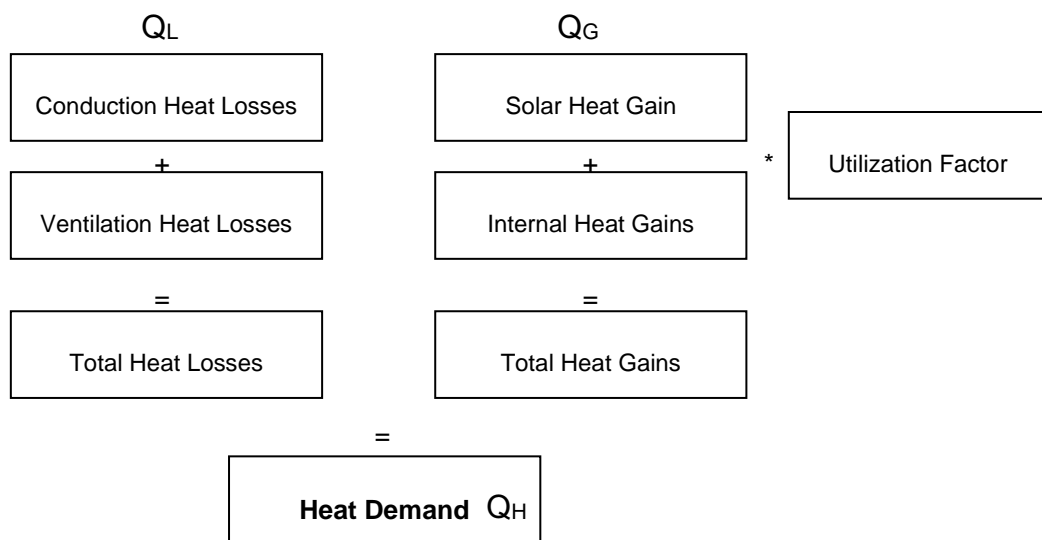 QL QG
Conduction Heat Losses Solar Heat Gain
+ + * Utilization Factor
Ventilation Heat Losses Internal Heat Gains
= =
Total Heat Losses Total Heat Gains
=
Heat Demand QH